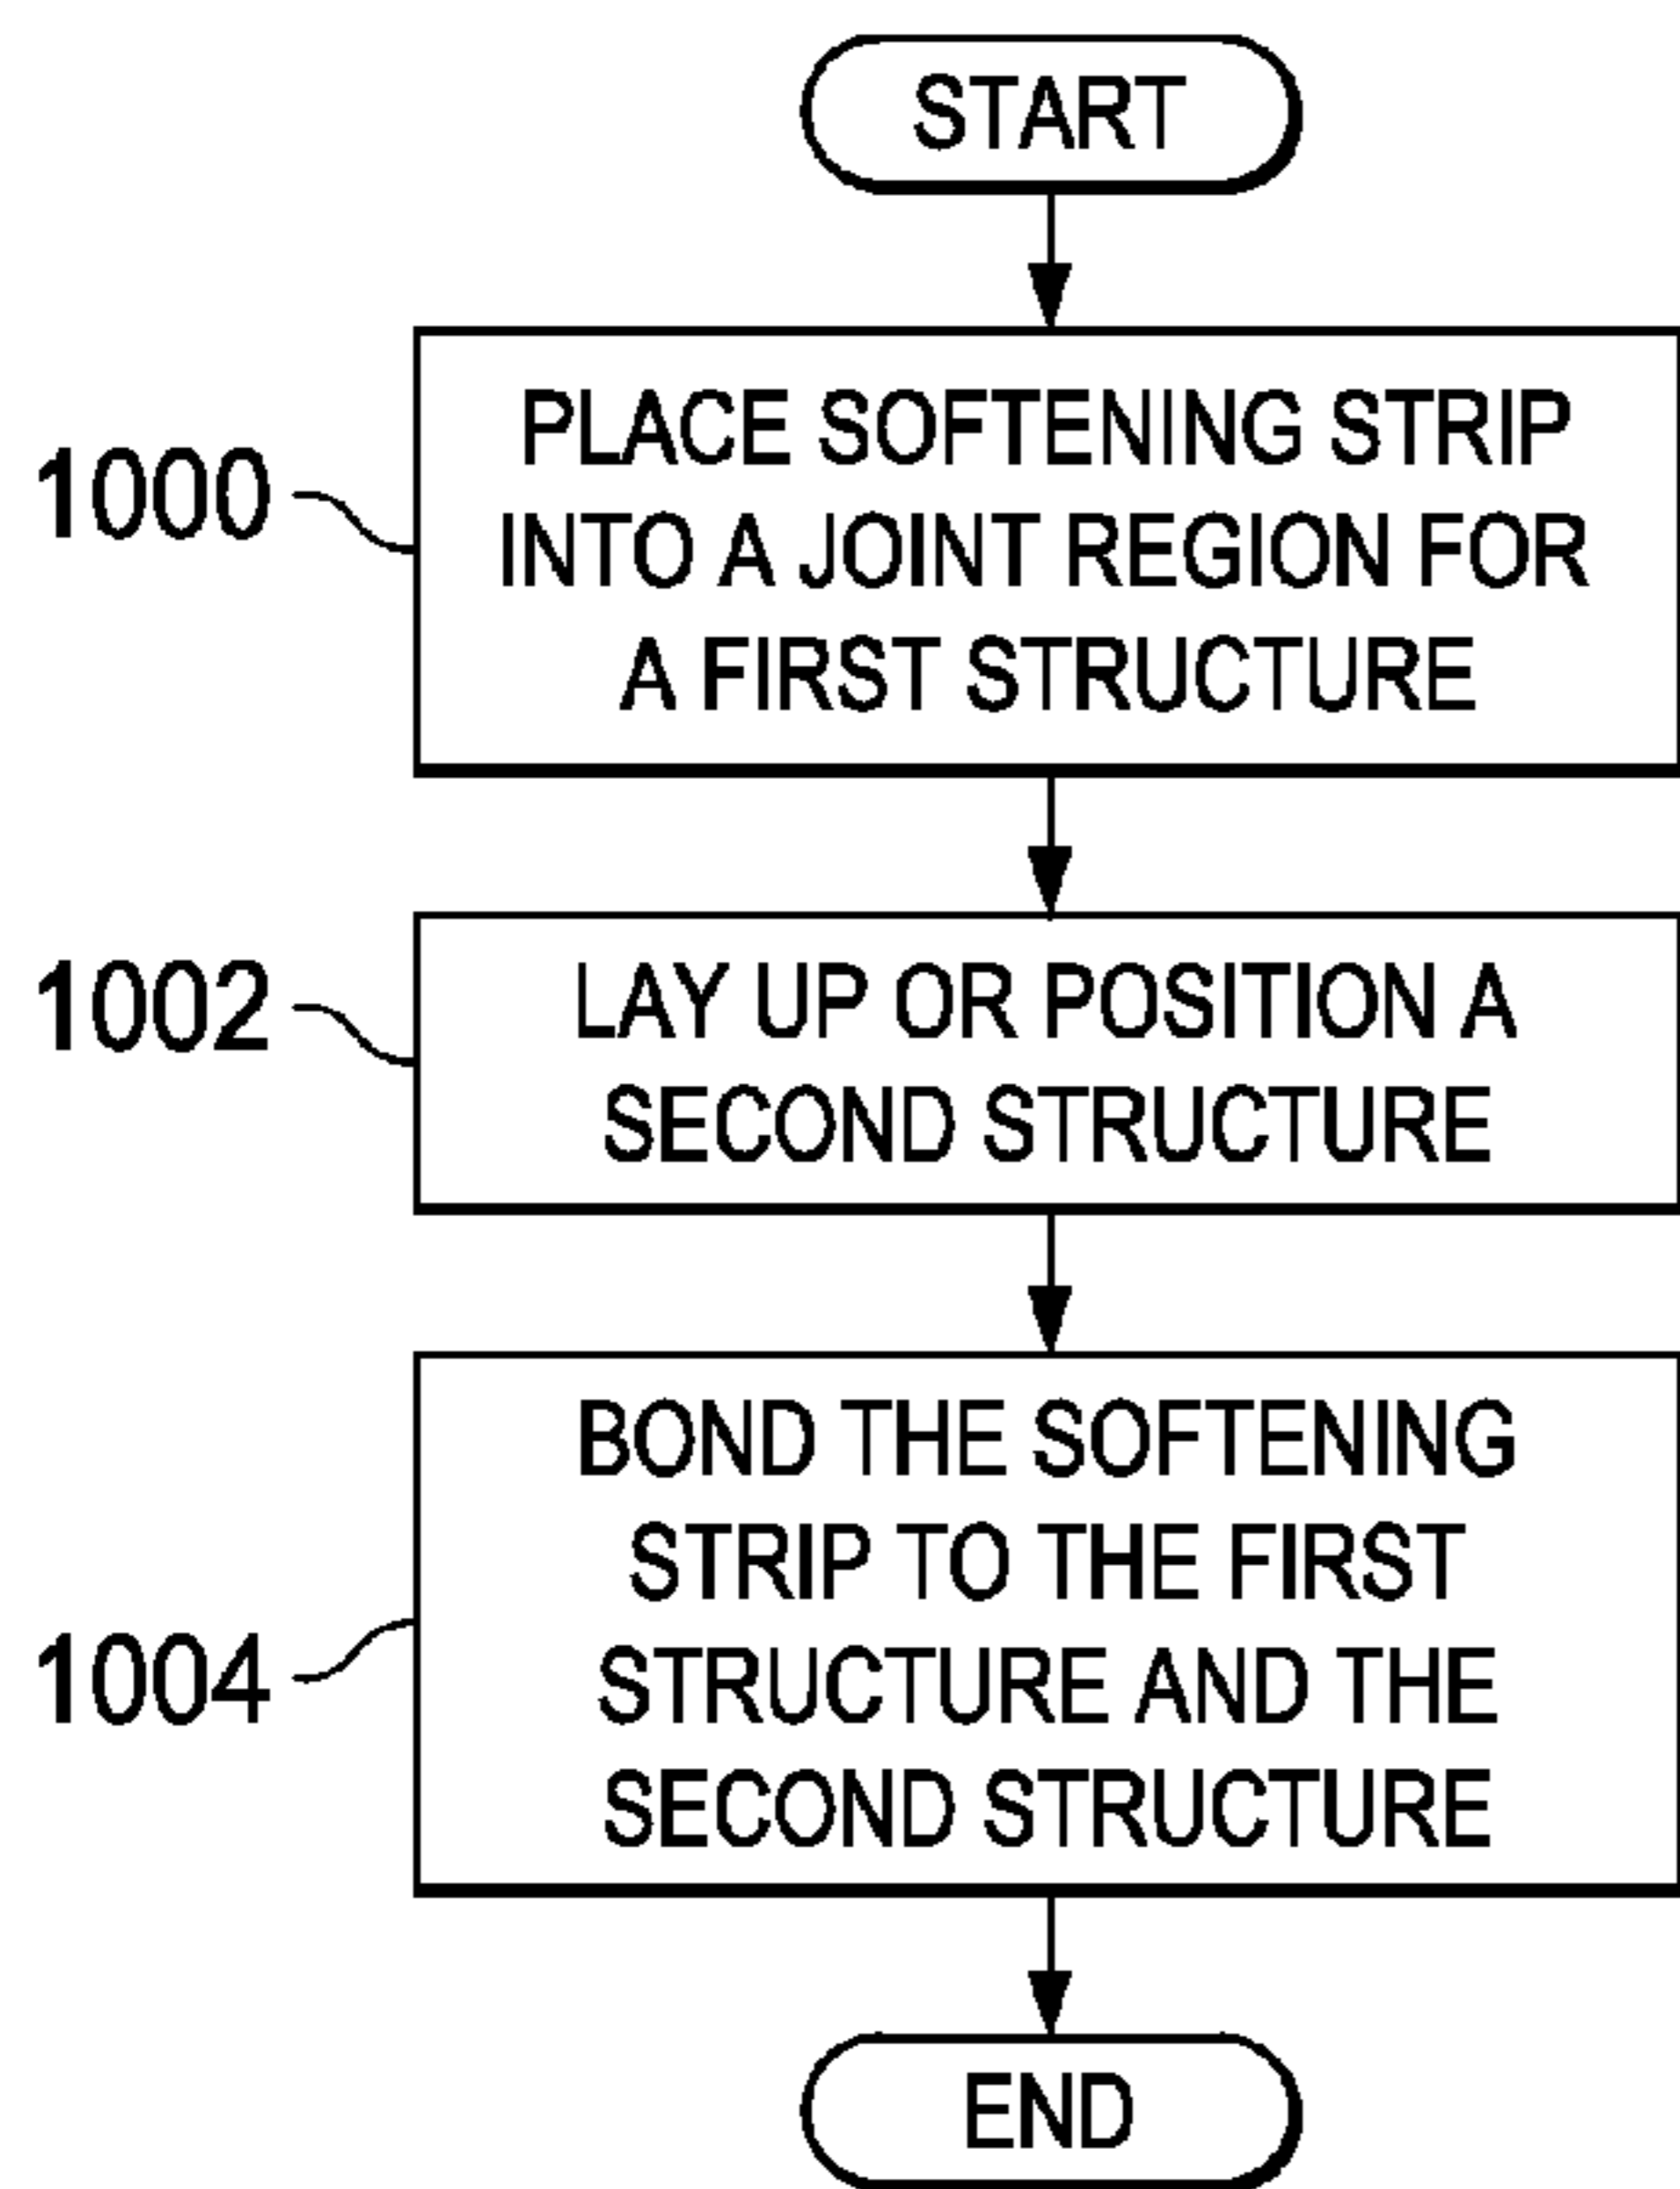 START
1000
PLACE SOFTENING STRIP
INTO A JOINT REGION FOR
A FIRST STRUCTURE
1002
LAY UP OR POSITION A
SECOND STRUCTURE
1004
BOND THE SOFTENING
STRIP TO THE FIRST
STRUCTURE AND THE
SECOND STRUCTURE
END